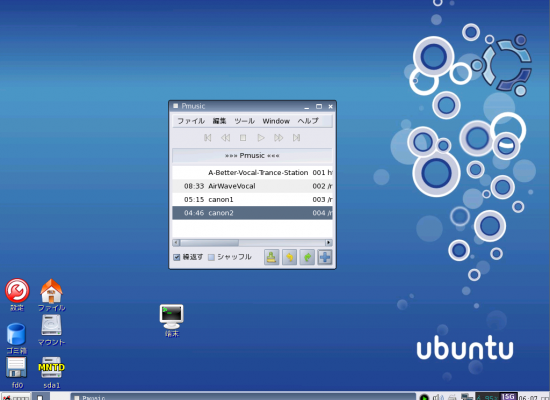 Pmusic
ファイル 編集 ツール Window ヘルプ
»»» Pmusic «««
A-Better-Vocal-Trance-Station 001 h
08:33 AirWaveVocal 002 /r
05:15 canon1 003 /r
04:46 canon2 004 /r
繰返す シャッフル
設定 ファイル
端末
ゴミ箱 マウント
MNTD
fd0 sda1
ubuntu
Pmusic
15G 06:07